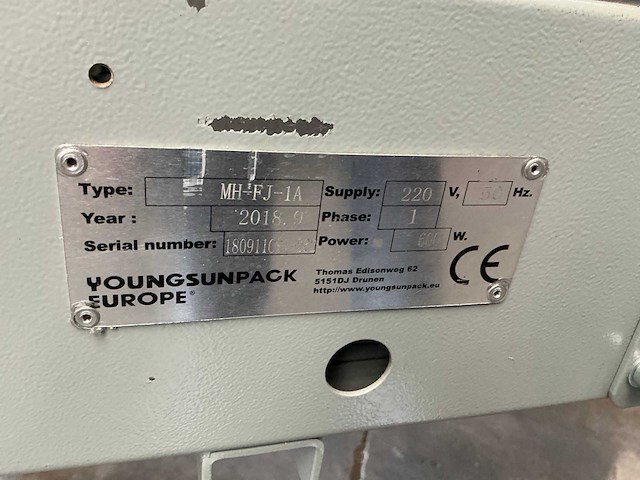 Type: MH-FJ-1A Supply: 220 V, 50 Hz.
Year : 2018.9 Phase: 1
Serial number: Power: W.
YOUNGSUNPACK
EUROPE®
Thomas Edisonweg 62
5151DJ Drunen
http://www.youngsunpack.eu
CE